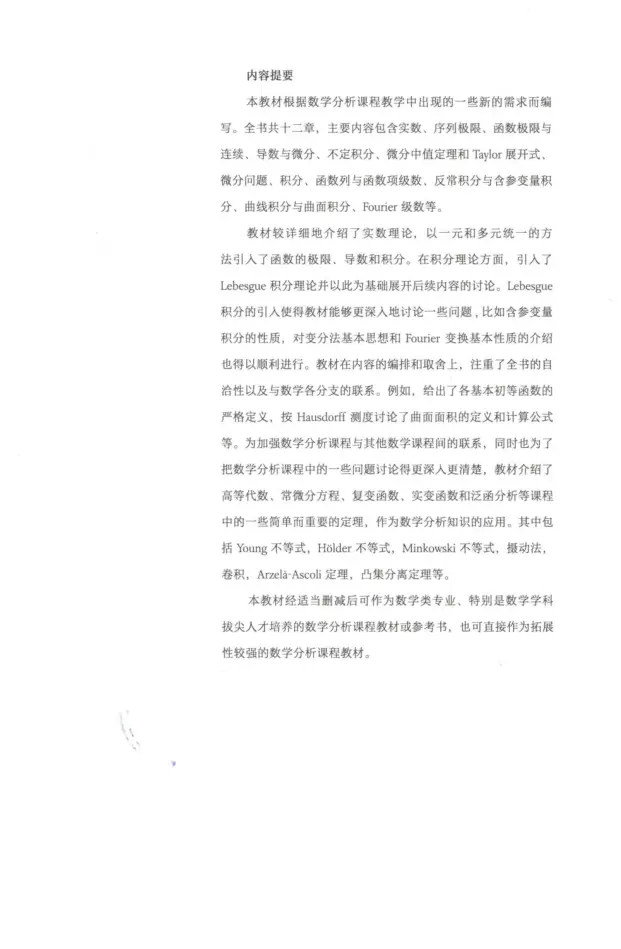 内容提要
本教材根据数学分析课程教学中出现的一些新的需求而编
写。全书共十二章，主要内容包含实数、序列极限、函数极限与
连续、导数与微分、不定积分、微分中值定理和 Taylor 展开式、
微分问题、积分、函数列与函数项级数、反常积分与含参变量积
分、曲线积分与曲面积分、Fourier 级数等。
教材较详细地介绍了实数理论，以一元和多元统一的方
法引入了函数的极限、导数和积分。在积分理论方面，引入了
Lebesgue 积分理论并以此为基础展开后续内容的讨论。Lebesgue
积分的引入使得教材能够更深入地讨论一些问题，比如含参变量
积分的性质，对变分法基本思想和 Fourier 变换基本性质的介绍
也得以顺利进行。教材在内容的编排和取舍上，注重了全书的自
洽性以及与数学各分支的联系。例如，给出了各基本初等函数的
严格定义，按 Hausdorff 测度讨论了曲面面积的定义和计算公式
等。为加强数学分析课程与其他数学课程间的联系，同时也为了
把数学分析课程中的一些问题讨论得更深入更清楚，教材介绍了
高等代数、常微分方程、复变函数、实变函数和泛函分析等课程
中的一些简单而重要的定理，作为数学分析知识的应用。其中包
括 Young 不等式，Hölder 不等式，Minkowski 不等式，摄动法，
卷积，Arzelà-Ascoli 定理，凸集分离定理等。
本教材经适当删减后可作为数学类专业、特别是数学学科
拔尖人才培养的数学分析课程教材或参考书，也可直接作为拓展
性较强的数学分析课程教材。